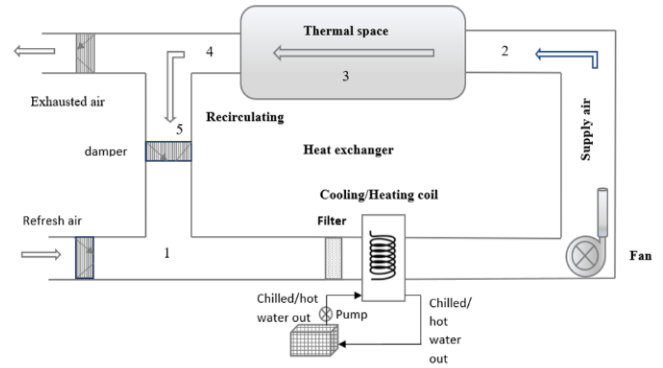 Thermal space
4
2
3
Exhausted air
5
Recirculating
Supply air
damper
Heat exchanger
Cooling/Heating coil
Refresh air
Filter
1
Fan
Chilled/hot
water out
Pump
Chilled/
hot
water
out